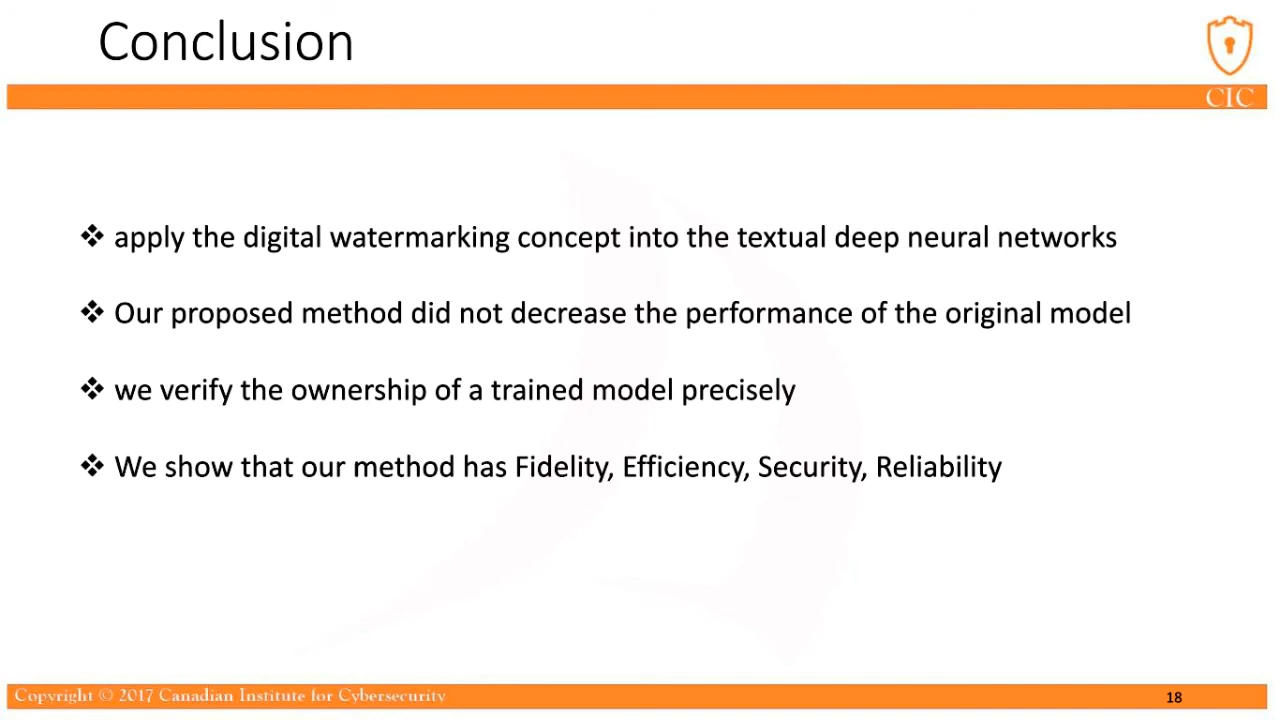 Conclusion
CIC
❖ apply the digital watermarking concept into the textual deep neural networks
❖ Our proposed method did not decrease the performance of the original model
❖ we verify the ownership of a trained model precisely
❖ We show that our method has Fidelity, Efficiency, Security, Reliability
Copyright © 2017 Canadian Institute for Cybersecurity
18